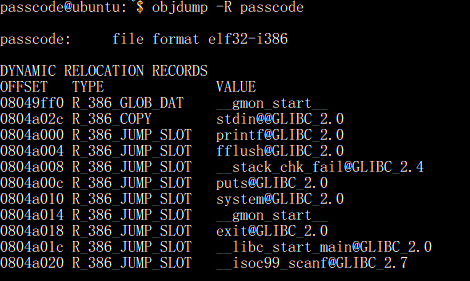 passcode@ubuntu:~$ objdump -R passcode
passcode:     file format elf32-i386
DYNAMIC RELOCATION RECORDS
OFFSET   TYPE              VALUE
08049ff0 R_386_GLOB_DAT    __gmon_start__
0804a02c R_386_COPY        stdin@@GLIBC_2.0
0804a000 R_386_JUMP_SLOT   printf@GLIBC_2.0
0804a004 R_386_JUMP_SLOT   fflush@GLIBC_2.0
0804a008 R_386_JUMP_SLOT   __stack_chk_fail@GLIBC_2.4
0804a00c R_386_JUMP_SLOT   puts@GLIBC_2.0
0804a010 R_386_JUMP_SLOT   system@GLIBC_2.0
0804a014 R_386_JUMP_SLOT   __gmon_start__
0804a018 R_386_JUMP_SLOT   exit@GLIBC_2.0
0804a01c R_386_JUMP_SLOT   __libc_start_main@GLIBC_2.0
0804a020 R_386_JUMP_SLOT   __isoc99_scanf@GLIBC_2.7